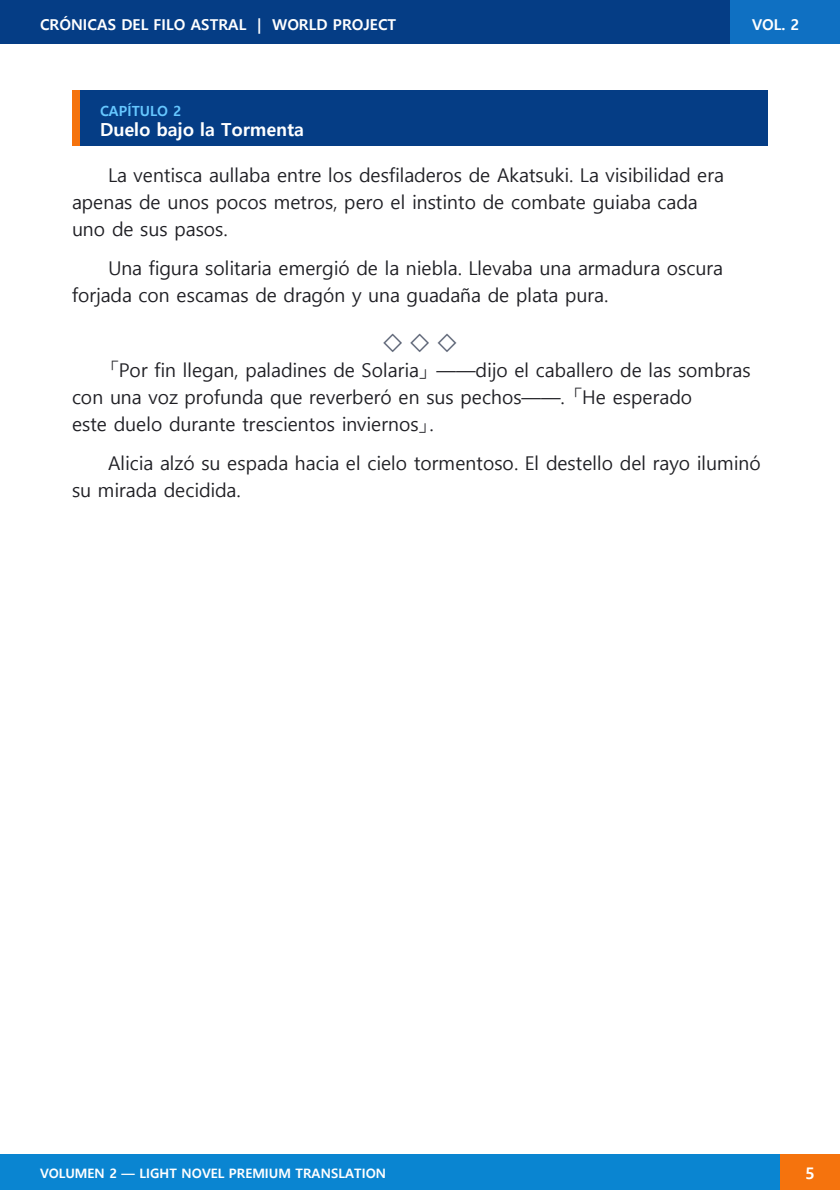 CRÓNICAS DEL FILO ASTRAL | WORLD PROJECT
VOL. 2
CAPÍTULO 2
Duelo bajo la Tormenta
La ventisca aullaba entre los desfiladeros de Akatsuki. La visibilidad era
apenas de unos pocos metros, pero el instinto de combate guiaba cada
uno de sus pasos.
Una figura solitaria emergió de la niebla. Llevaba una armadura oscura
forjada con escamas de dragón y una guadaña de plata pura.
◇ ◇ ◇
「Por fin llegan, paladines de Solaria」——dijo el caballero de las sombras
con una voz profunda que reverberó en sus pechos——.「He esperado
este duelo durante trescientos inviernos」.
Alicia alzó su espada hacia el cielo tormentoso. El destello del rayo iluminó
su mirada decidida.
VOLUMEN 2 — LIGHT NOVEL PREMIUM TRANSLATION
5